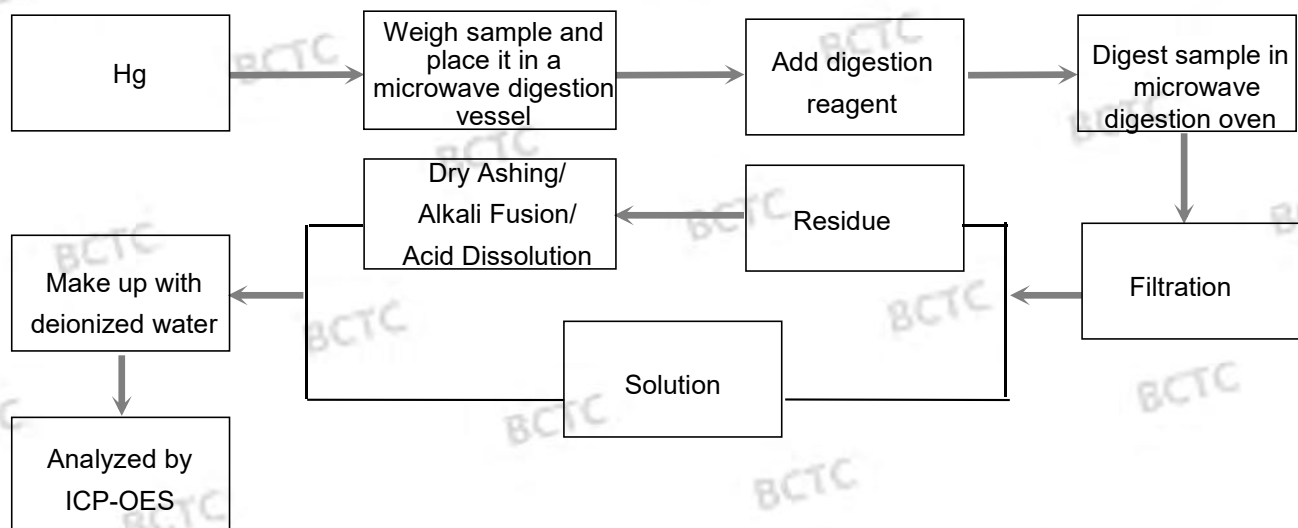 Hg
Weigh sample and
place it in a
microwave digestion
vessel
Add digestion
reagent
Digest sample in
microwave
digestion oven
Filtration
Residue
Dry Ashing/
Alkali Fusion/
Acid Dissolution
Solution
Make up with
deionized water
Analyzed by
ICP-OES
BCTC
BCTC
BCTC
BCTC
BCTC
BCTC
BCTC
BCTC
BCTC
BCTC
BCTC
BCTC